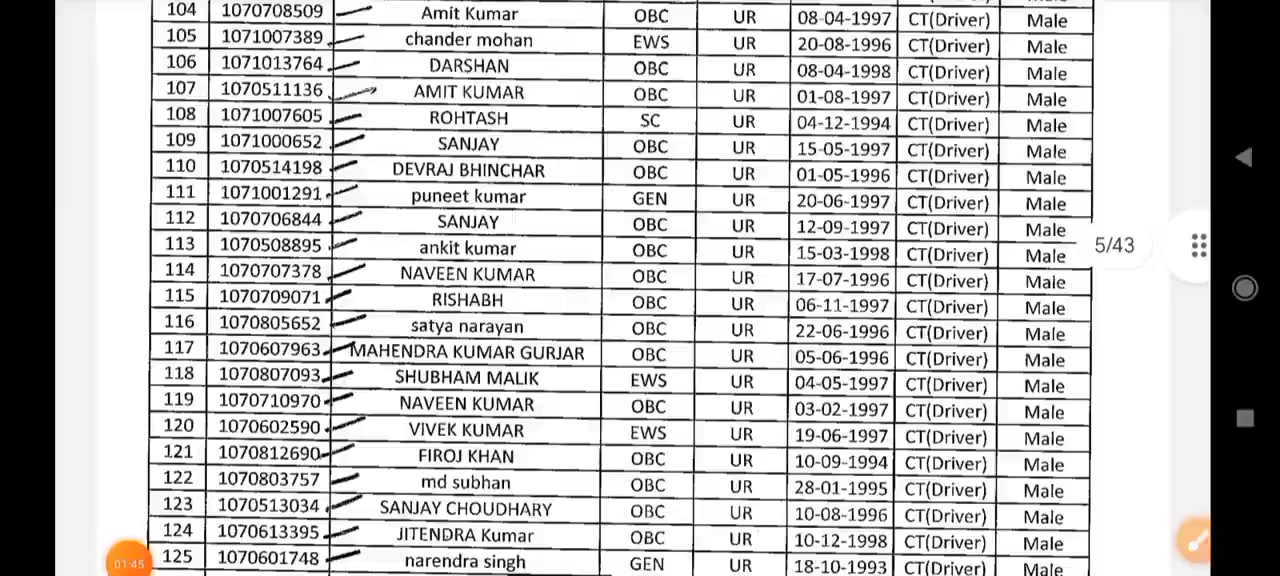 104 1070708509 Amit Kumar OBC UR 08-04-1997 CT(Driver) Male
105 1071007389 chander mohan EWS UR 20-08-1996 CT(Driver) Male
106 1071013764 DARSHAN OBC UR 08-04-1998 CT(Driver) Male
107 1070511136 AMIT KUMAR OBC UR 01-08-1997 CT(Driver) Male
108 1071007605 ROHTASH SC UR 04-12-1994 CT(Driver) Male
109 1071000652 SANJAY OBC UR 15-05-1997 CT(Driver) Male
110 1070514198 DEVRAJ BHINCHAR OBC UR 01-05-1996 CT(Driver) Male
111 1071001291 puneet kumar GEN UR 20-06-1997 CT(Driver) Male
112 1070706844 SANJAY OBC UR 12-09-1997 CT(Driver) Male
113 1070508895 ankit kumar OBC UR 15-03-1998 CT(Driver) Male 5/43
114 1070707378 NAVEEN KUMAR OBC UR 17-07-1996 CT(Driver) Male
115 1070709071 RISHABH OBC UR 06-11-1997 CT(Driver) Male
116 1070805652 satya narayan OBC UR 22-06-1996 CT(Driver) Male
117 1070607963 MAHENDRA KUMAR GURJAR OBC UR 05-06-1996 CT(Driver) Male
118 1070807093 SHUBHAM MALIK EWS UR 04-05-1997 CT(Driver) Male
119 1070710970 NAVEEN KUMAR OBC UR 03-02-1997 CT(Driver) Male
120 1070602590 VIVEK KUMAR EWS UR 19-06-1997 CT(Driver) Male
121 1070812690 FIROJ KHAN OBC UR 10-09-1994 CT(Driver) Male
122 1070803757 md subhan OBC UR 28-01-1995 CT(Driver) Male
123 1070513034 SANJAY CHOUDHARY OBC UR 10-08-1996 CT(Driver) Male
124 1070613395 JITENDRA Kumar OBC UR 10-12-1998 CT(Driver) Male
125 1070601748 narendra singh GEN UR 18-10-1993 CT(Driver) Male
01:45